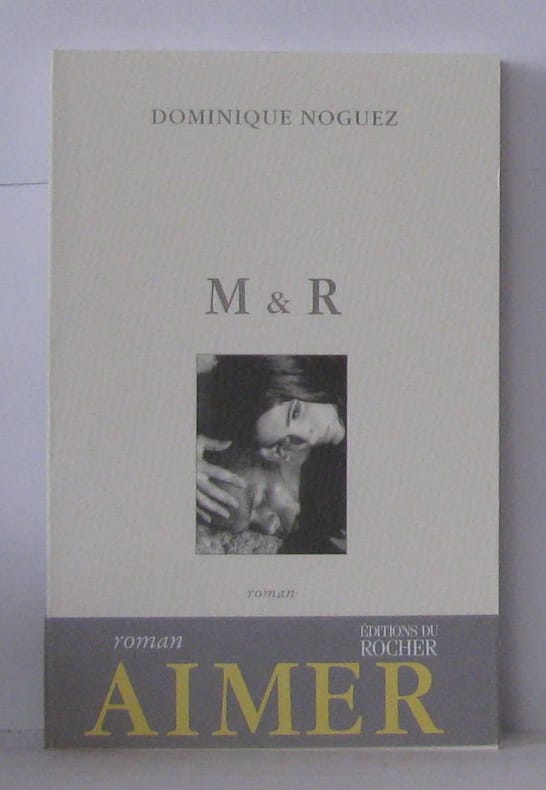 DOMINIQUE NOGUEZ
M & R
roman
roman
ÉDITIONS DU
ROCHER
AIMER